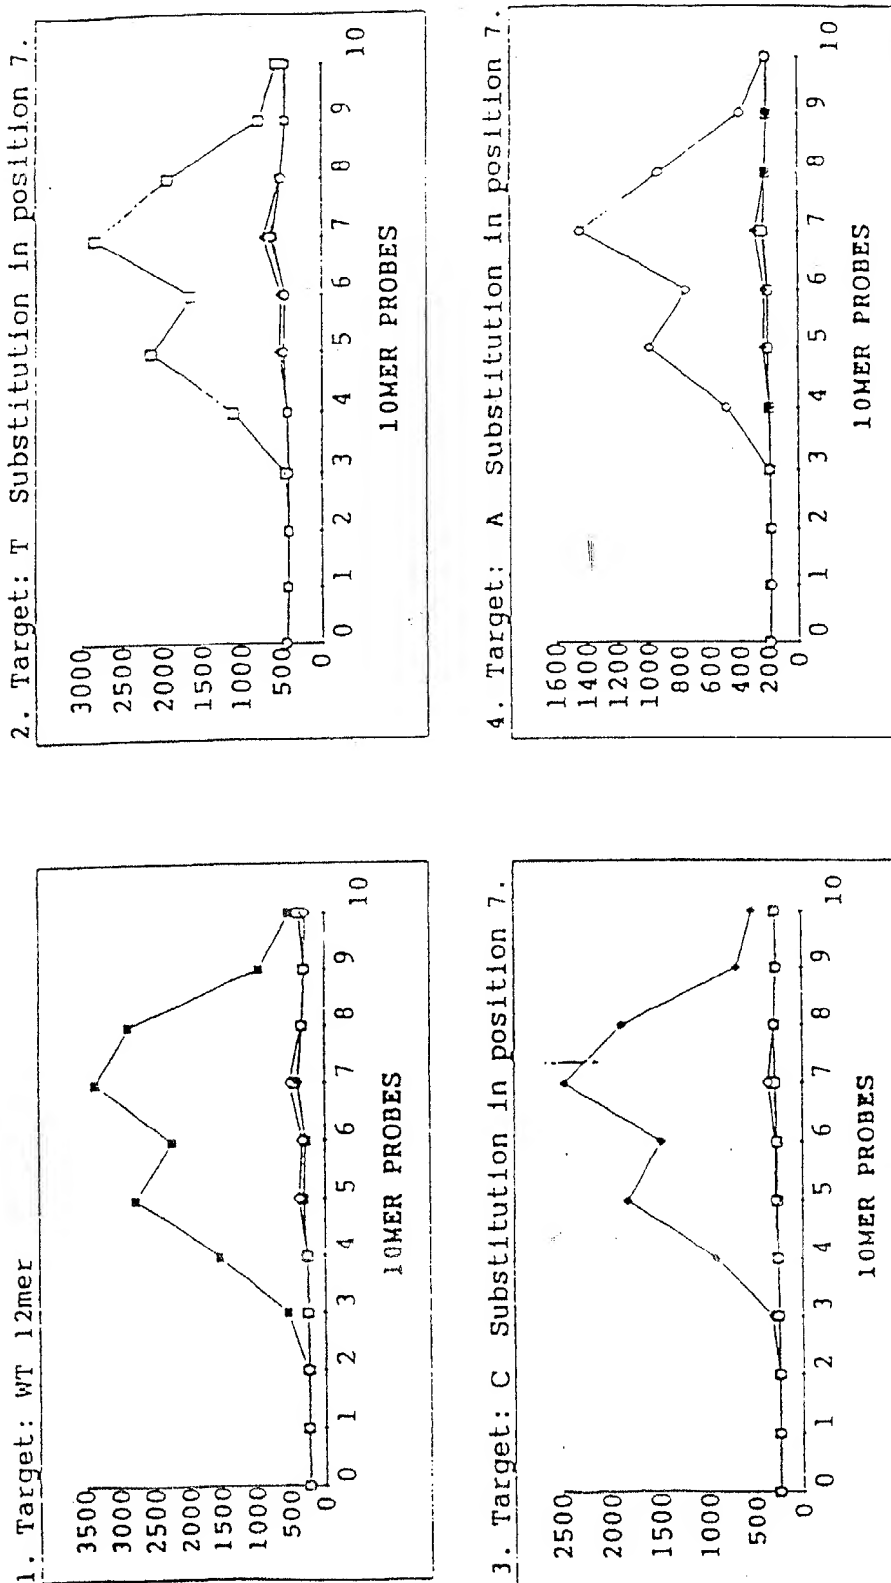 1. Target: WT 12mer
3500
3000
2500
2000
1500
1000
500
0
0 1 2 3 4 5 6 7 8 9 10
10MER PROBES
2. Target: T Substitution in position 7.
3000
2500
2000
1500
1000
500
0
0 1 2 3 4 5 6 7 8 9 10
10MER PROBES
3. Target: C Substitution in position 7.
2500
2000
1500
1000
500
0
0 1 2 3 4 5 6 7 8 9 10
10MER PROBES
4. Target: A Substitution in position 7.
1600
1400
1200
1000
800
600
400
200
0
0 1 2 3 4 5 6 7 8 9 10
10MER PROBES